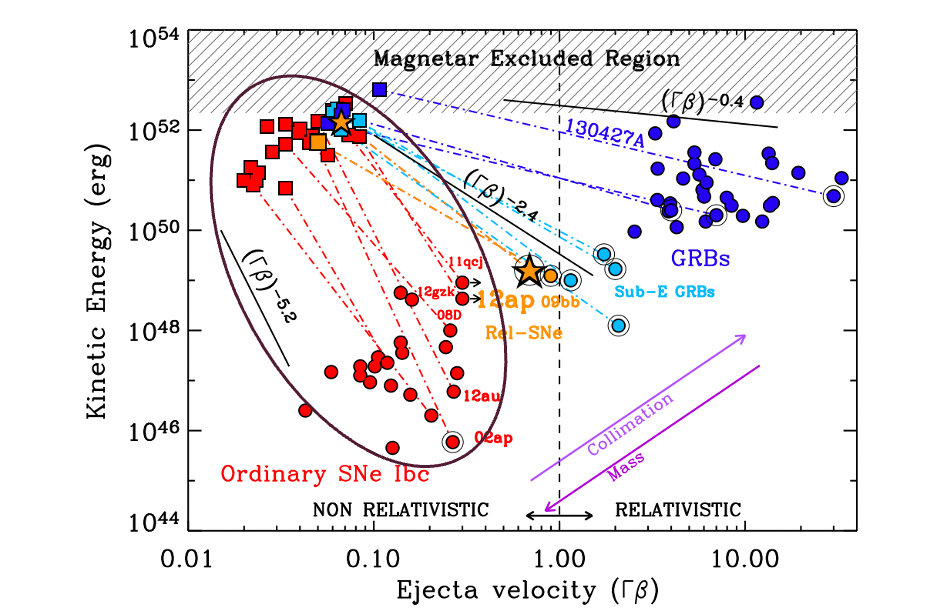 10^54
Magnetar Excluded Region
(Γβ)^-0.4
10^52
130427A
Kinetic Energy (erg)
(Γβ)^-2.4
10^50
GRBs
(Γβ)^-5.2
11qcj
12gzk
12ap 09bb
Sub-E GRBs
08D
10^48
Rel-SNe
12au
Collimation
10^46
02ap
Mass
Ordinary SNe Ibc
NON RELATIVISTIC
RELATIVISTIC
10^44
0.01 0.10 1.00 10.00
Ejecta velocity (Γβ)